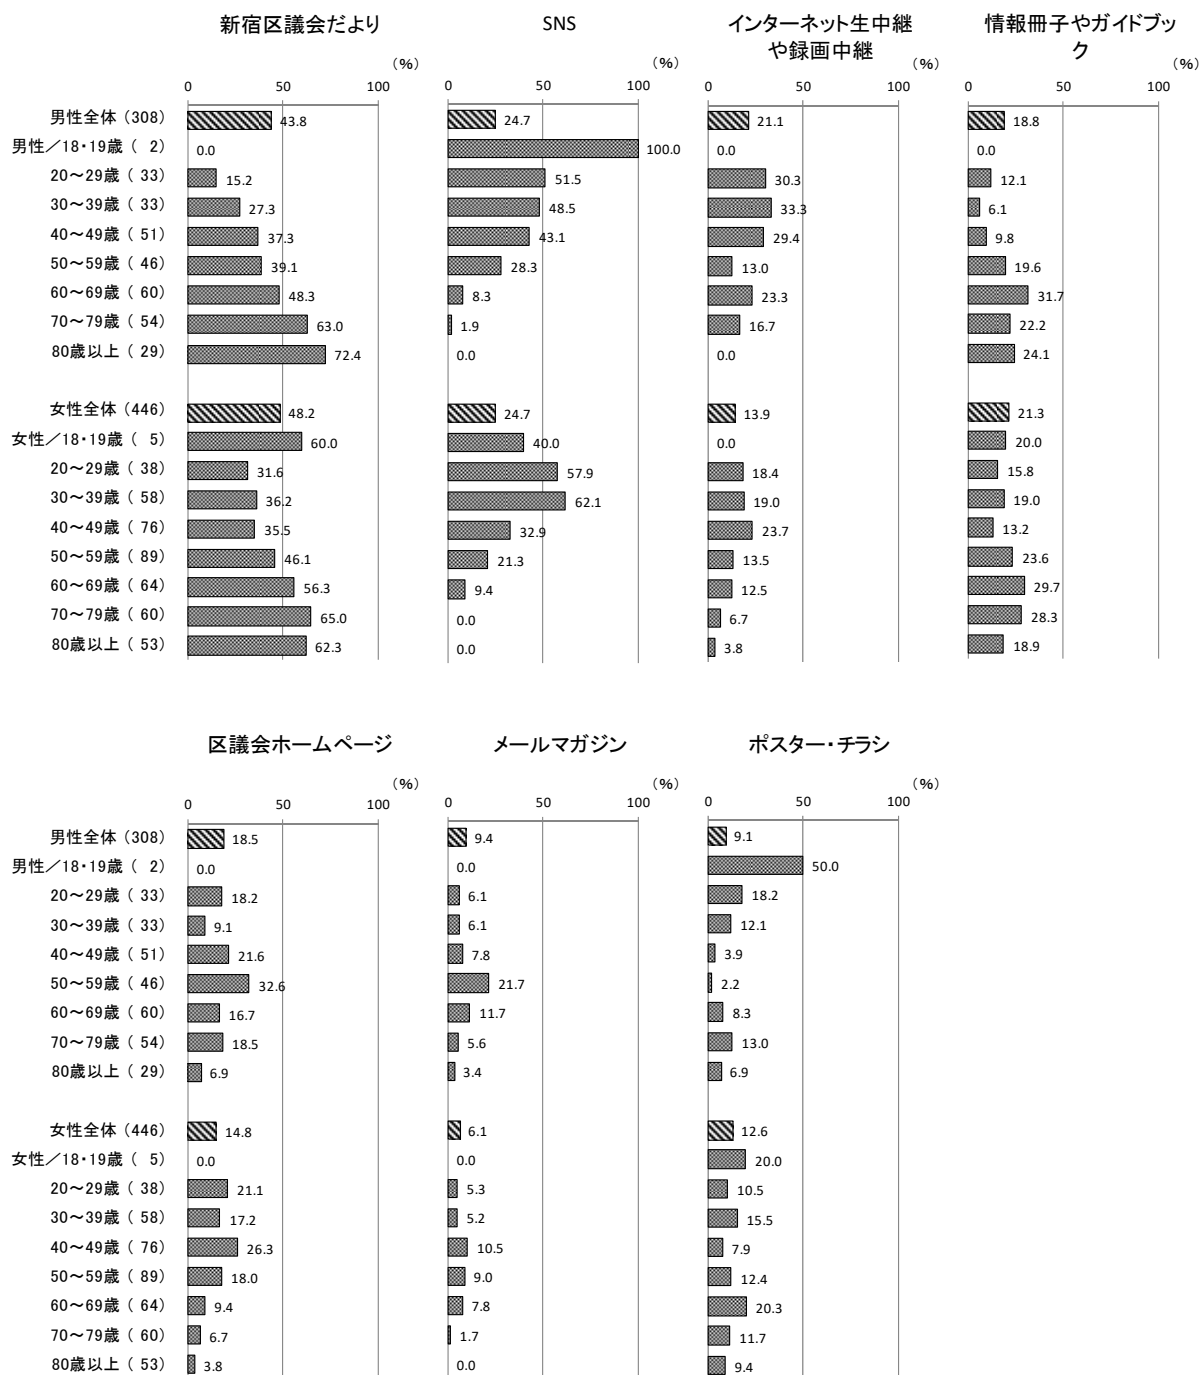 新宿区議会だより SNS インターネット生中継 情報冊子やガイドブッ
や録画中継 ク
(%) (%) (%) (%)
0 50 100 0 50 100 0 50 100 0 50 100
男性全体(308) 43.8 24.7 21.1 18.8
男性/18・19歳( 2) 0.0 100.0 0.0 0.0
20～29歳( 33) 15.2 51.5 30.3 12.1
30～39歳( 33) 27.3 48.5 33.3 6.1
40～49歳( 51) 37.3 43.1 29.4 9.8
50～59歳( 46) 39.1 28.3 13.0 19.6
60～69歳( 60) 48.3 8.3 23.3 31.7
70～79歳( 54) 63.0 1.9 16.7 22.2
80歳以上( 29) 72.4 0.0 0.0 24.1
女性全体(446) 48.2 24.7 13.9 21.3
女性/18・19歳( 5) 60.0 40.0 0.0 20.0
20～29歳( 38) 31.6 57.9 18.4 15.8
30～39歳( 58) 36.2 62.1 19.0 19.0
40～49歳( 76) 35.5 32.9 23.7 13.2
50～59歳( 89) 46.1 21.3 13.5 23.6
60～69歳( 64) 56.3 9.4 12.5 29.7
70～79歳( 60) 65.0 0.0 6.7 28.3
80歳以上( 53) 62.3 0.0 3.8 18.9
区議会ホームページ メールマガジン ポスター・チラシ
(%) (%) (%)
0 50 100 0 50 100 0 50 100
男性全体(308) 18.5 9.4 9.1
男性/18・19歳( 2) 0.0 0.0 50.0
20～29歳( 33) 18.2 6.1 18.2
30～39歳( 33) 9.1 6.1 12.1
40～49歳( 51) 21.6 7.8 3.9
50～59歳( 46) 32.6 21.7 2.2
60～69歳( 60) 16.7 11.7 8.3
70～79歳( 54) 18.5 5.6 13.0
80歳以上( 29) 6.9 3.4 6.9
女性全体(446) 14.8 6.1 12.6
女性/18・19歳( 5) 0.0 0.0 20.0
20～29歳( 38) 21.1 5.3 10.5
30～39歳( 58) 17.2 5.2 15.5
40～49歳( 76) 26.3 10.5 7.9
50～59歳( 89) 18.0 9.0 12.4
60～69歳( 64) 9.4 7.8 20.3
70～79歳( 60) 6.7 1.7 11.7
80歳以上( 53) 3.8 0.0 9.4